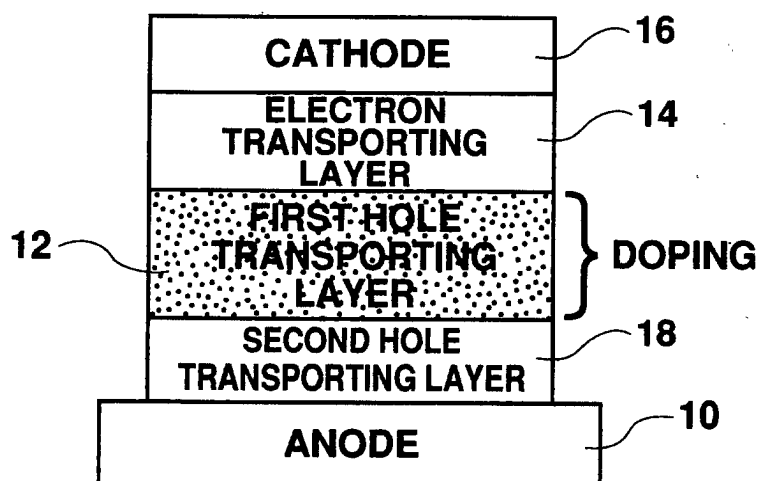 CATHODE
16
ELECTRON
TRANSPORTING
LAYER
14
FIRST HOLE
TRANSPORTING
LAYER
12
DOPING
SECOND HOLE
TRANSPORTING LAYER
18
ANODE
10